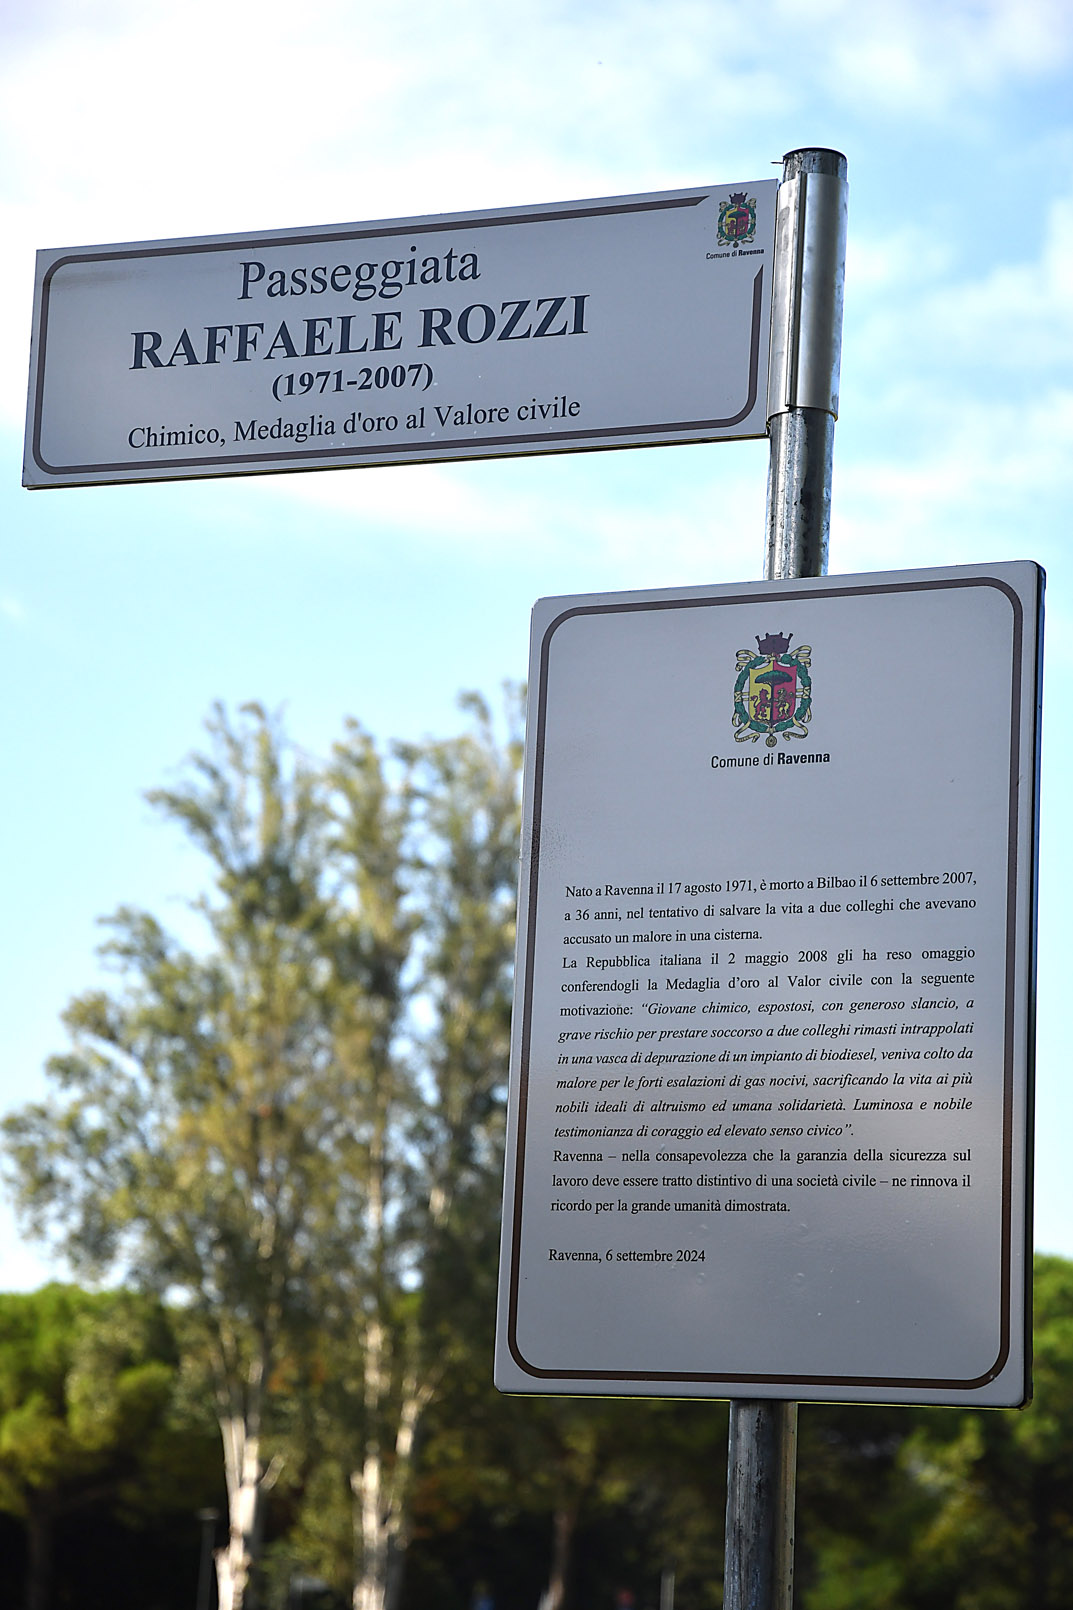 Comune di Ravenna
Passeggiata
RAFFAELE ROZZI
(1971-2007)
Chimico, Medaglia d'oro al Valore civile
Comune di Ravenna
Nato a Ravenna il 17 agosto 1971, è morto a Bilbao il 6 settembre 2007,
a 36 anni, nel tentativo di salvare la vita a due colleghi che avevano
accusato un malore in una cisterna.
La Repubblica italiana il 2 maggio 2008 gli ha reso omaggio
conferendogli la Medaglia d’oro al Valor civile con la seguente
motivazione: “Giovane chimico, espostosi, con generoso slancio, a
grave rischio per prestare soccorso a due colleghi rimasti intrappolati
in una vasca di depurazione di un impianto di biodiesel, veniva colto da
malore per le forti esalazioni di gas nocivi, sacrificando la vita ai più
nobili ideali di altruismo ed umana solidarietà. Luminosa e nobile
testimonianza di coraggio ed elevato senso civico”.
Ravenna – nella consapevolezza che la garanzia della sicurezza sul
lavoro deve essere tratto distintivo di una società civile – ne rinnova il
ricordo per la grande umanità dimostrata.
Ravenna, 6 settembre 2024